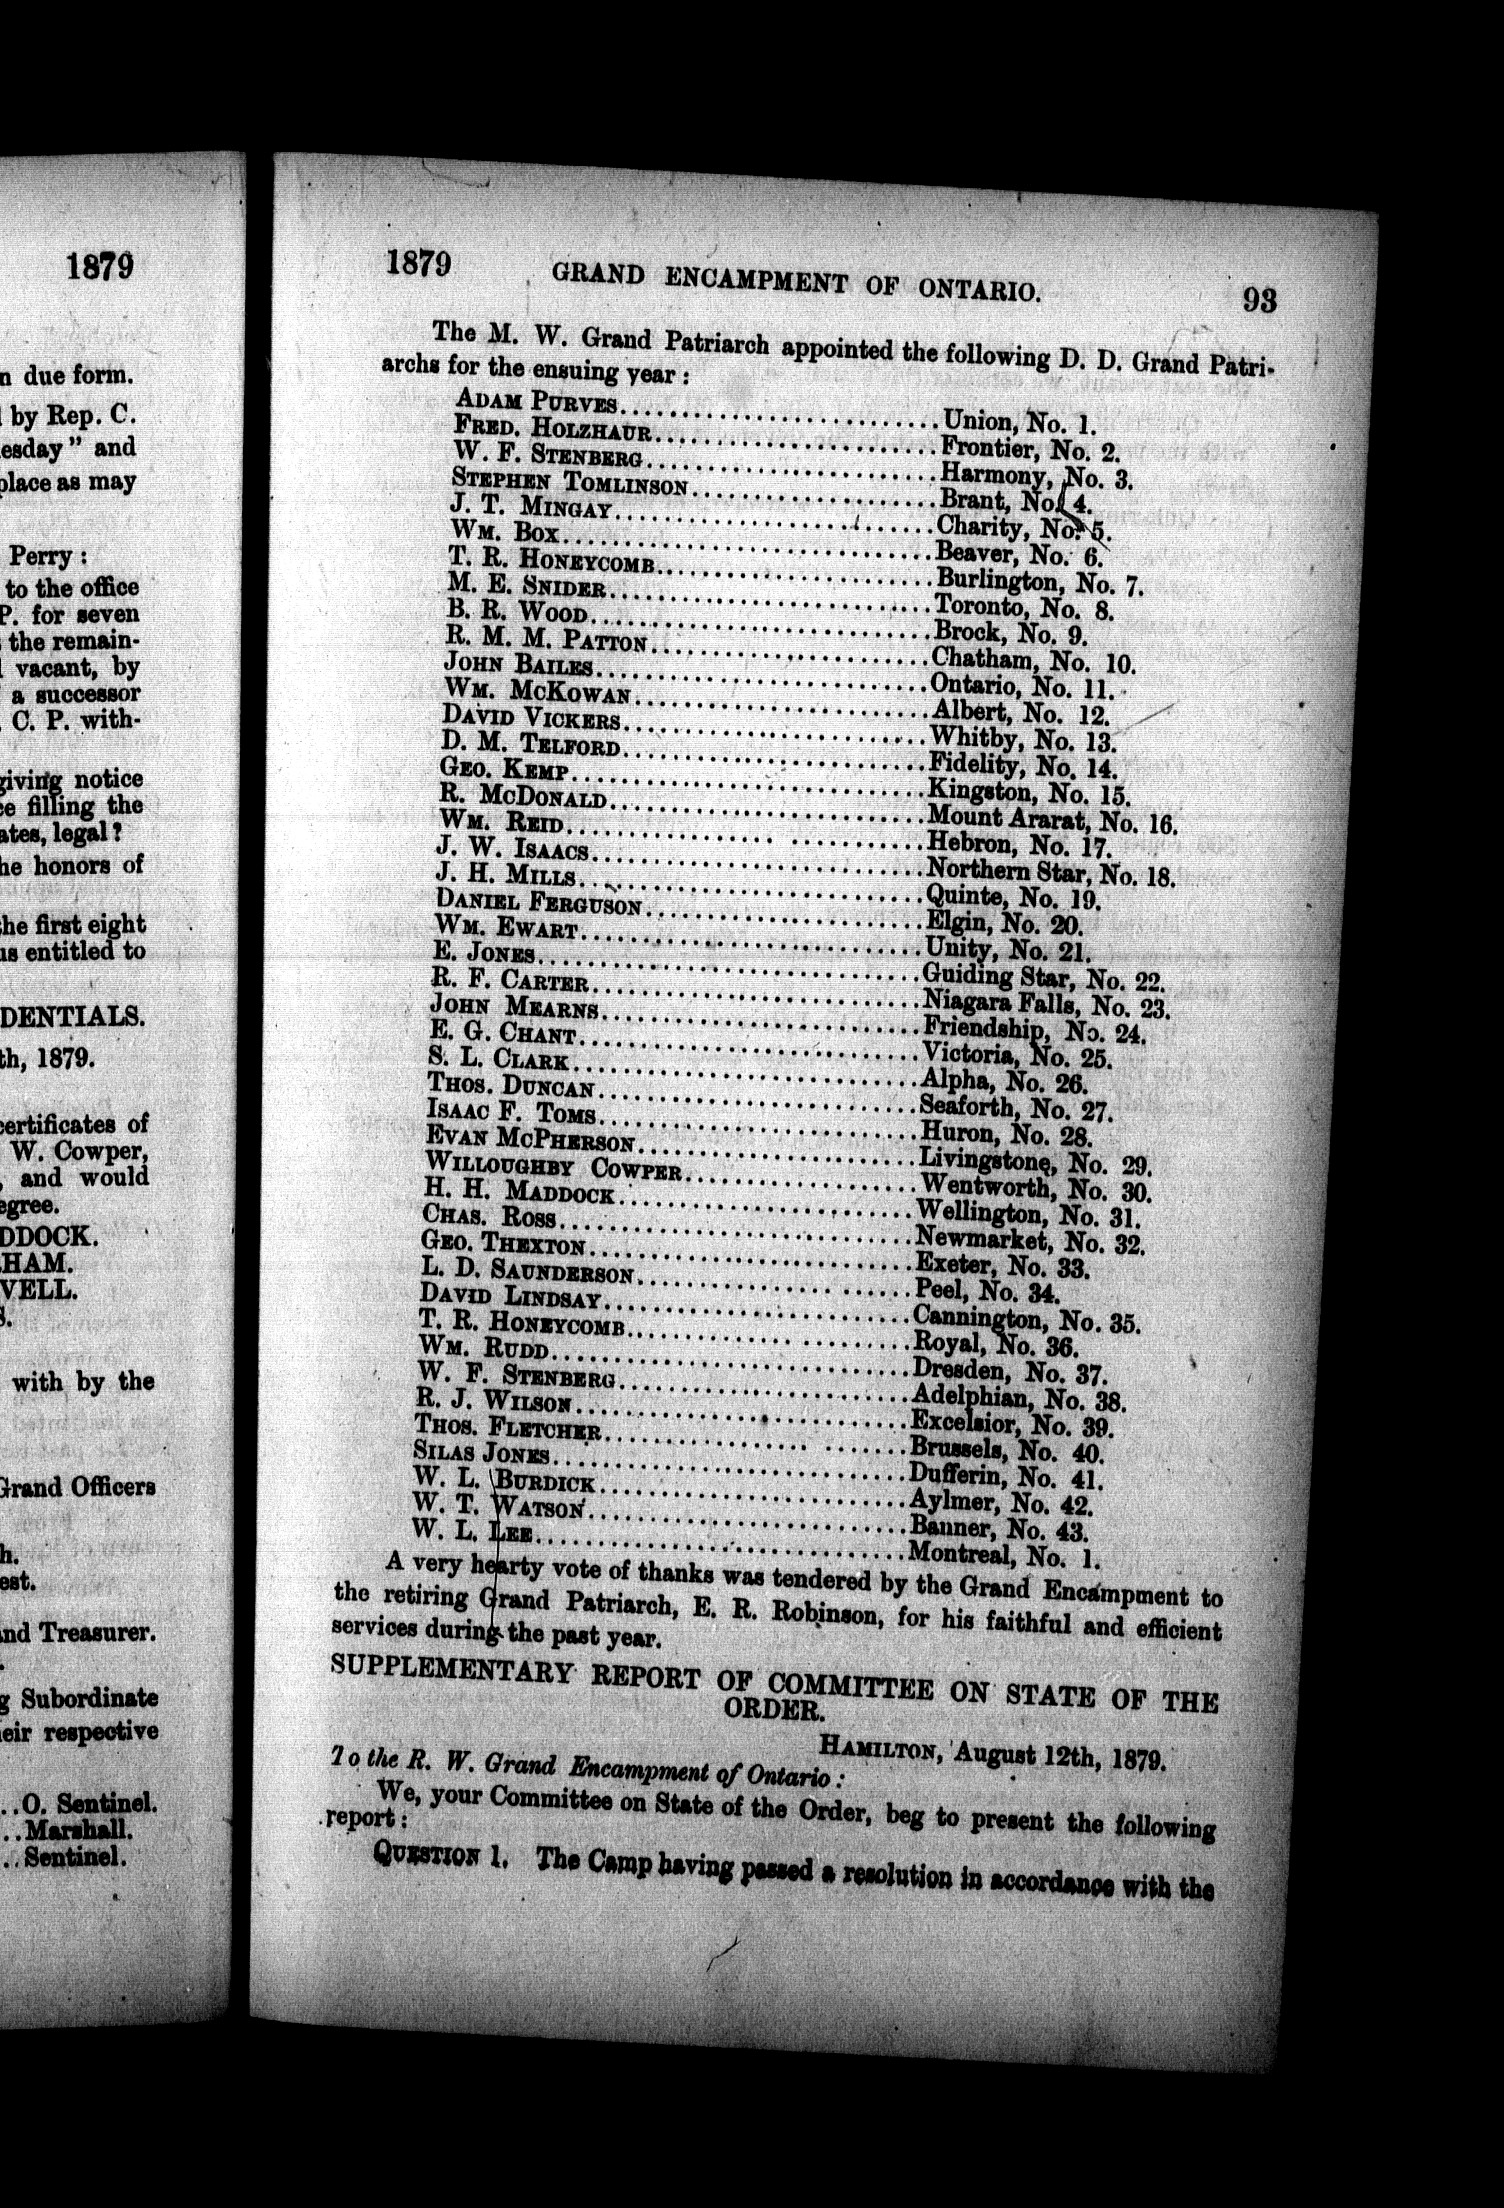 1879
n due form.
by Rep. C.
esday" and
place as may
Perry :
to the office
P. for seven
the remain-
vacant, by
a successor
C. P. with-
giving notice
ce filling the
ates, legal?
he honors of
the first eight
us entitled to
DENTIALS.
th, 1879.
certificates of
W. Cowper,
, and would
egree.
DDOCK.
HAM.
VELL.
S.
with by the
Grand Officers
h.
est.
and Treasurer.
g Subordinate
heir respective
..O. Sentinel.
..Marshall.
..Sentinel.
1879 GRAND ENCAMPMENT OF ONTARIO. 93
The M. W. Grand Patriarch appointed the following D. D. Grand Patri-
archs for the ensuing year :
ADAM PURVES........................Union, No. 1.
FRED. HOLZHAUR........................Frontier, No. 2.
W. F. STENBERG........................Harmony, No. 3.
STEPHEN TOMLINSON........................Brant, No. 4.
J. T. MINGAY........................Charity, No. 5.
WM. BOX........................Beaver, No. 6.
T. R. HONEYCOMB........................Burlington, No. 7.
M. E. SNIDER........................Toronto, No. 8.
B. R. WOOD........................Brock, No. 9.
R. M. M. PATTON........................Chatham, No. 10.
JOHN BAILES........................Ontario, No. 11.
WM. MCKOWAN........................Albert, No. 12.
DAVID VICKERS........................Whitby, No. 13.
D. M. TELFORD........................Fidelity, No. 14.
GEO. KEMP........................Kingston, No. 15.
R. MCDONALD........................Mount Ararat, No. 16.
WM. REID........................Hebron, No. 17.
J. W. ISAACS........................Northern Star, No. 18.
J. H. MILLS........................Quinte, No. 19.
DANIEL FERGUSON........................Elgin, No. 20.
WM. EWART........................Unity, No. 21.
E. JONES........................Guiding Star, No. 22.
R. F. CARTER........................Niagara Falls, No. 23.
JOHN MEARNS........................Friendship, No. 24.
E. G. CHANT........................Victoria, No. 25.
S. L. CLARK........................Alpha, No. 26.
THOS. DUNCAN........................Seaforth, No. 27.
ISAAC F. TOMS........................Huron, No. 28.
EVAN MCPHERSON........................Livingstone, No. 29.
WILLOUGHBY COWPER........................Wentworth, No. 30.
H. H. MADDOCK........................Wellington, No. 31.
CHAS. ROSS........................Newmarket, No. 32.
GEO. THEXTON........................Exeter, No. 33.
L. D. SAUNDERSON........................Peel, No. 34.
DAVID LINDSAY........................Cannington, No. 35.
T. R. HONEYCOMB........................Royal, No. 36.
WM. RUDD........................Dresden, No. 37.
W. F. STENBERG........................Adelphian, No. 38.
R. J. WILSON........................Excelsior, No. 39.
THOS. FLETCHER........................Brussels, No. 40.
SILAS JONES........................Dufferin, No. 41.
W. L. BURDICK........................Aylmer, No. 42.
W. T. WATSON........................Banner, No. 43.
W. L. LEE........................Montreal, No. 1.
A very hearty vote of thanks was tendered by the Grand Encampment to
the retiring Grand Patriarch, E. R. Robinson, for his faithful and efficient
services during the past year.
SUPPLEMENTARY REPORT OF COMMITTEE ON STATE OF THE
ORDER.
HAMILTON, August 12th, 1879.
To the R. W. Grand Encampment of Ontario :
We, your Committee on State of the Order, beg to present the following
report :
QUESTION 1. The Camp having passed a resolution in accordance with the